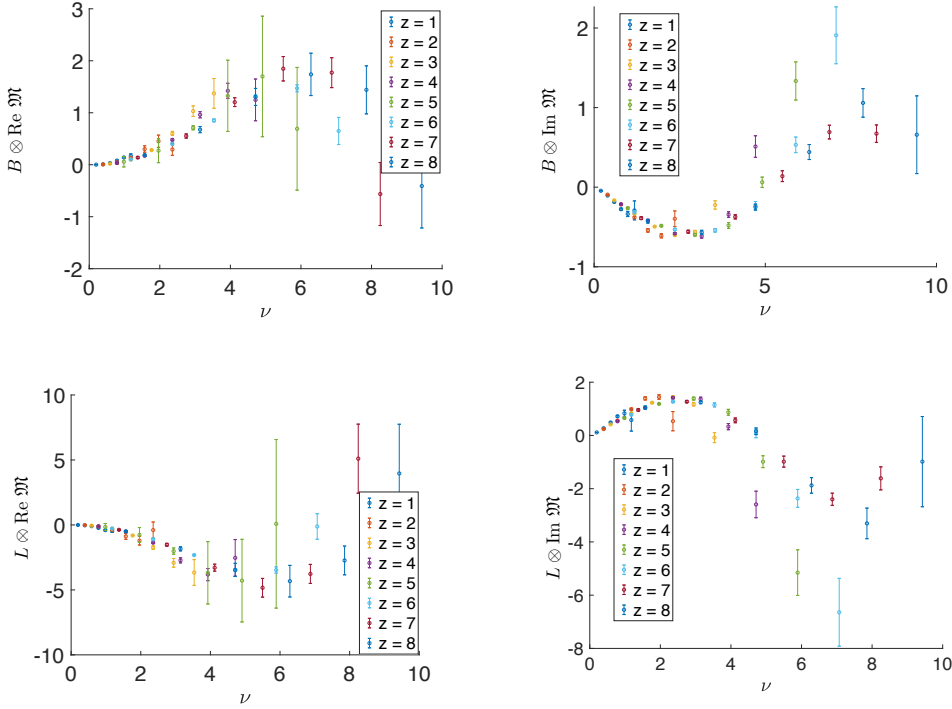 3
2
1
0
1
2
0
2
4
6
8
10
ν
B ⊗ Re 𝔐
z = 1
z = 2
z = 3
z = 4
z = 5
z = 6
z = 7
z = 8
2
1
0
-1
0
5
10
ν
B ⊗ Im 𝔐
z = 1
z = 2
z = 3
z = 4
z = 5
z = 6
z = 7
z = 8
10
5
0
-5
-10
0
2
4
6
8
10
ν
L ⊗ Re 𝔐
z = 1
z = 2
z = 3
z = 4
z = 5
z = 6
z = 7
z = 8
2
0
-2
-4
-6
-8
0
2
4
6
8
10
ν
L ⊗ Im 𝔐
z = 1
z = 2
z = 3
z = 4
z = 5
z = 6
z = 7
z = 8